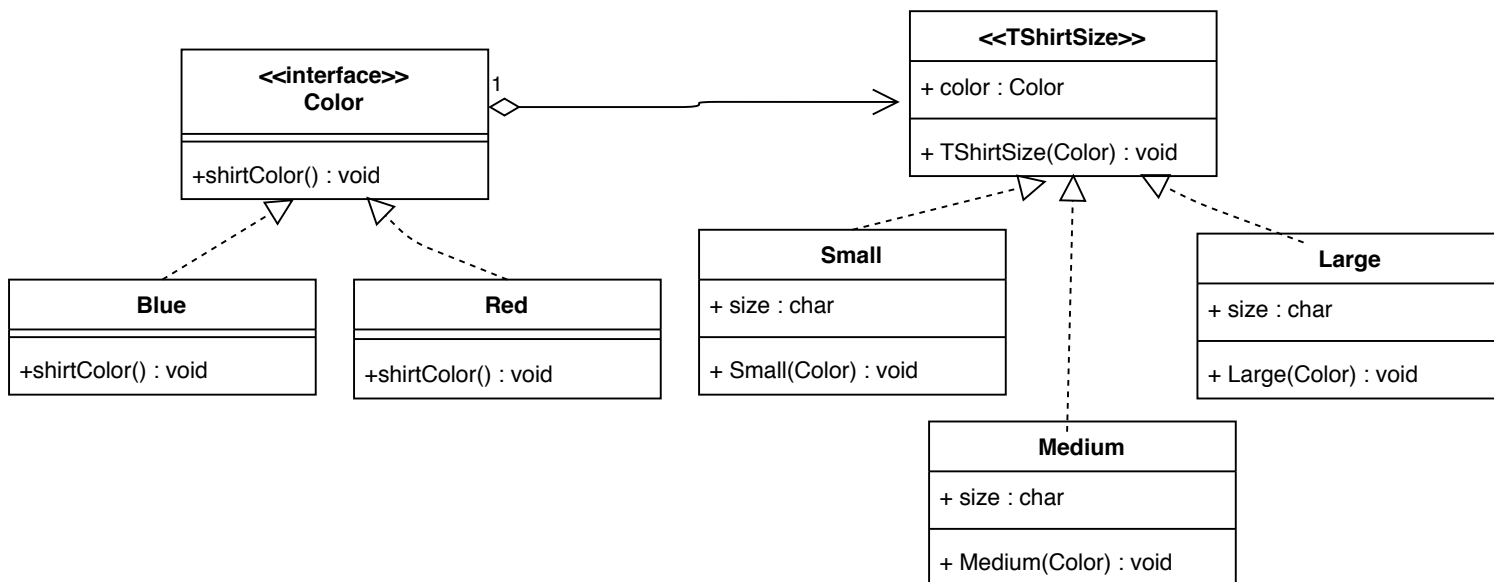 <<interface>>
Color
+shirtColor() : void
1
<<TShirtSize>>
+ color : Color
+ TShirtSize(Color) : void
Blue
+shirtColor() : void
Red
+shirtColor() : void
Small
+ size : char
+ Small(Color) : void
Large
+ size : char
+ Large(Color) : void
Medium
+ size : char
+ Medium(Color) : void